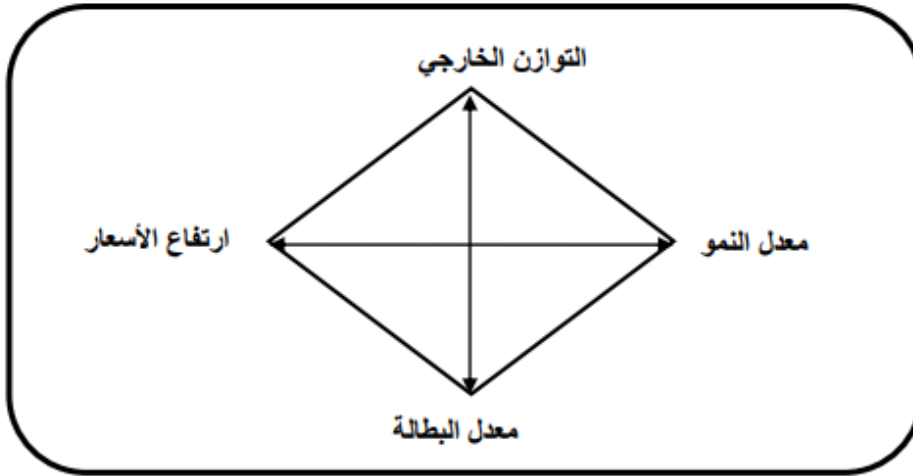 التوازن الخارجي
معدل النمو
ارتفاع الأسعار
معدل البطالة